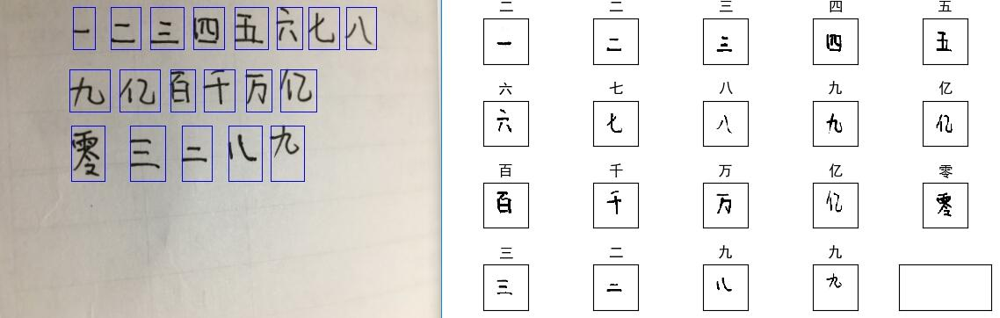 一 二 三 四 五 六 七 八
九 亿 百 千 万 亿
零 三 二 八 九
二 二 三 四 五
一 二 三 四 五
六 七 八 九 亿
六 七 八 九 亿
百 千 万 亿 零
百 千 万 亿 零
三 二 九 九
三 二 八 九